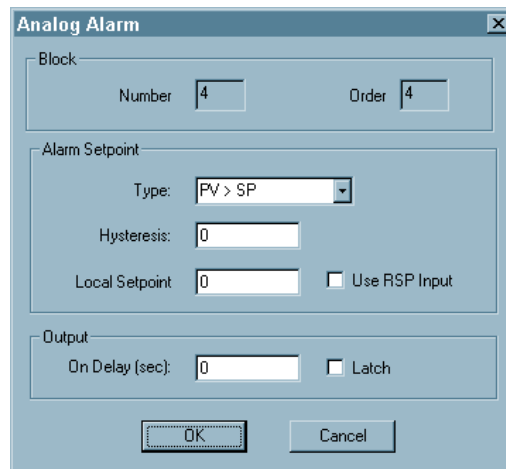 Analog Alarm
Block
Number 4 Order 4
Alarm Setpoint
Type: PV > SP
Hysteresis: 0
Local Setpoint 0 Use RSP Input
Output
On Delay (sec): 0 Latch
OK Cancel